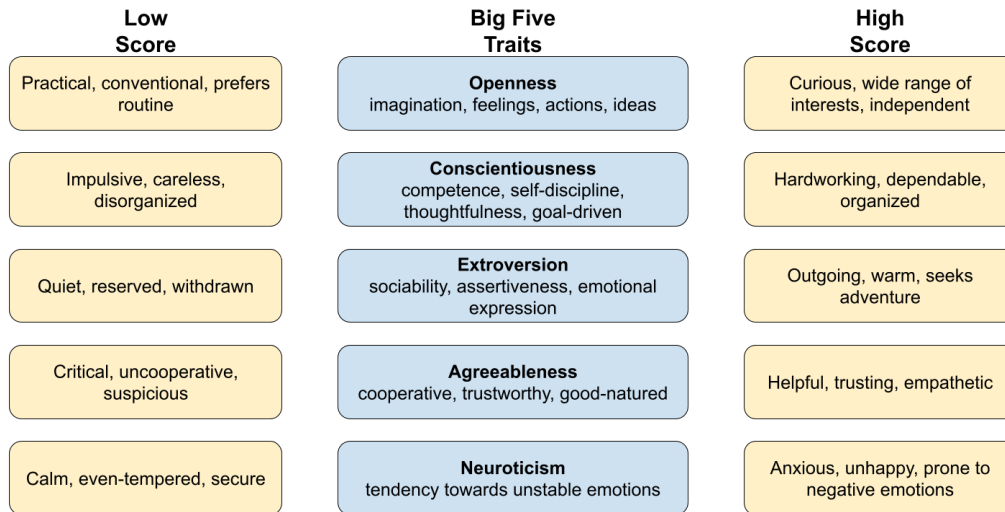 Low
Score
Big Five
Traits
High
Score
Practical, conventional, prefers
routine
Openness
imagination, feelings, actions, ideas
Curious, wide range of
interests, independent
Impulsive, careless,
disorganized
Conscientiousness
competence, self-discipline,
thoughtfulness, goal-driven
Hardworking, dependable,
organized
Quiet, reserved, withdrawn
Extroversion
sociability, assertiveness, emotional
expression
Outgoing, warm, seeks
adventure
Critical, uncooperative,
suspicious
Agreeableness
cooperative, trustworthy, good-natured
Helpful, trusting, empathetic
Calm, even-tempered, secure
Neuroticism
tendency towards unstable emotions
Anxious, unhappy, prone to
negative emotions